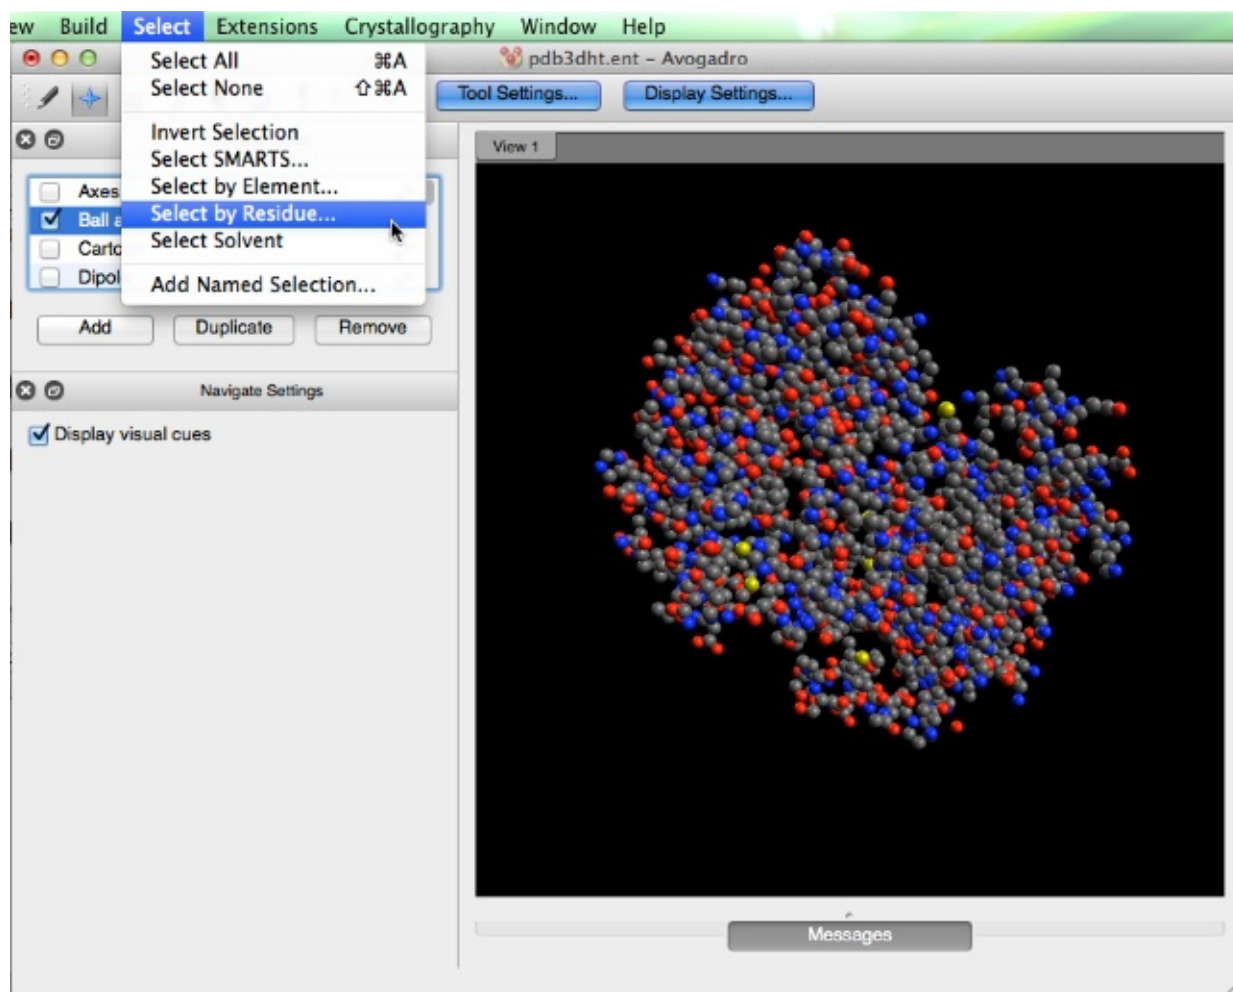 ew Build Select Extensions Crystallography Window Help
pdb3dht.ent – Avogadro
Select All ⌘A
Select None ⇧⌘A
Invert Selection
Select SMARTS...
Select by Element...
Select by Residue...
Select Solvent
Add Named Selection...
Tool Settings... Display Settings...
Axes
Ball a
Carto
Dipol
Add Duplicate Remove
Navigate Settings
Display visual cues
View 1
Messages